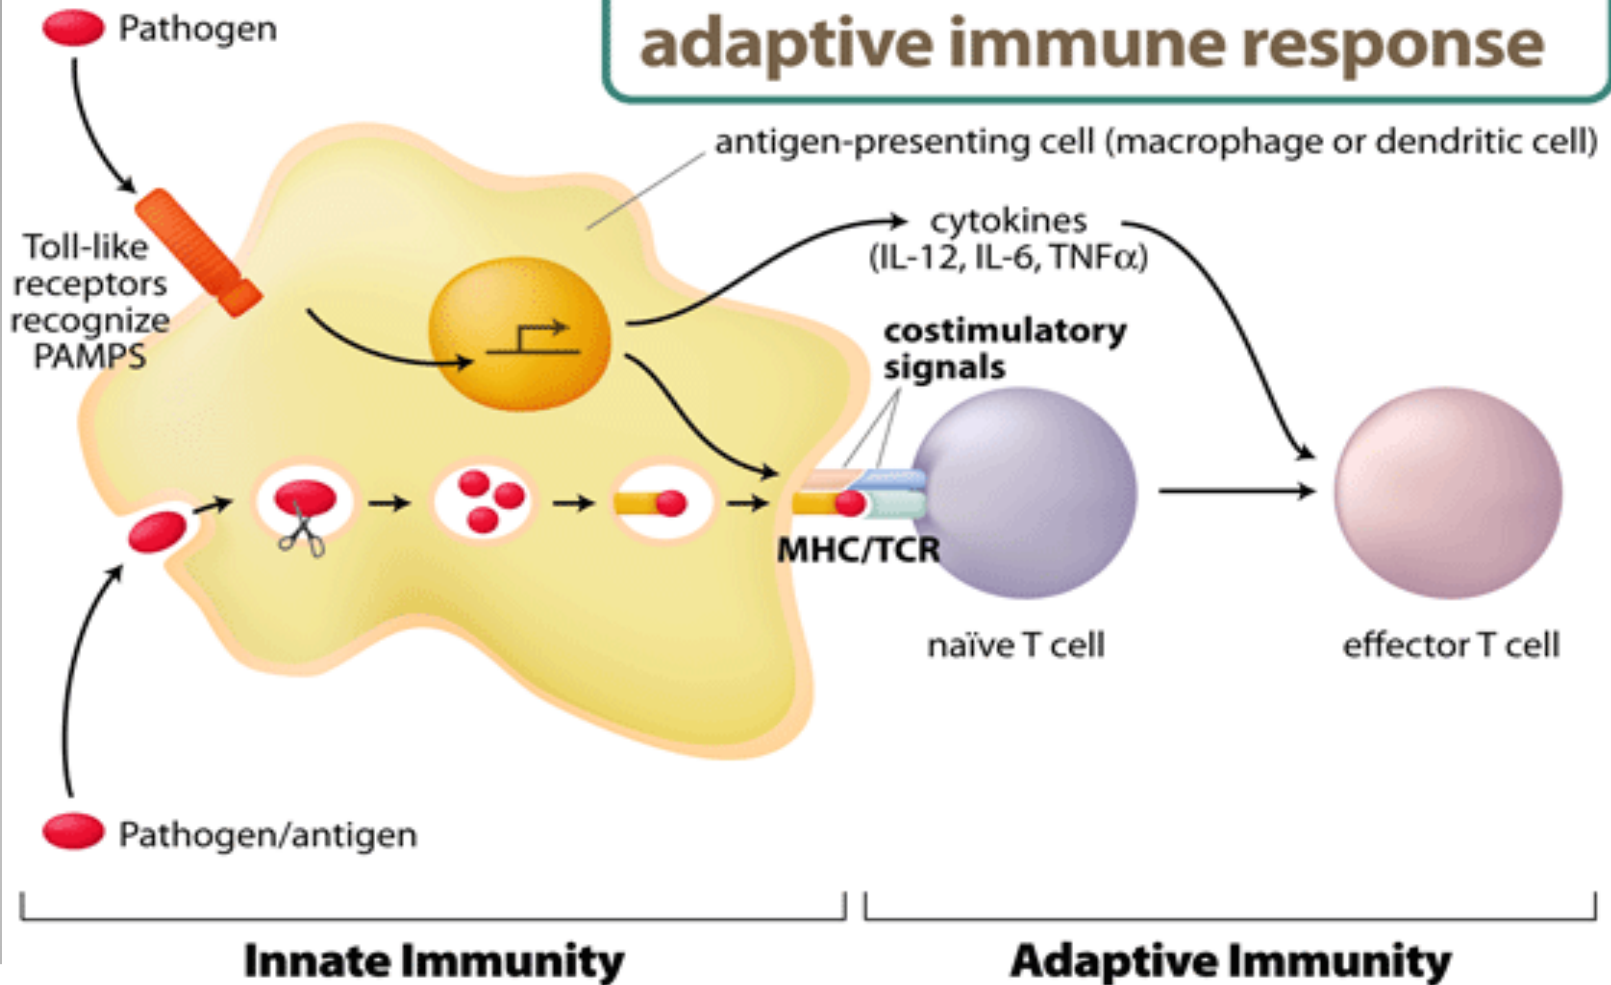 adaptive immune response
Pathogen
antigen-presenting cell (macrophage or dendritic cell)
Toll-like
receptors
recognize
PAMPS
cytokines
(IL-12, IL-6, TNFα)
costimulatory
signals
MHC/TCR
naïve T cell
effector T cell
Pathogen/antigen
Innate Immunity
Adaptive Immunity